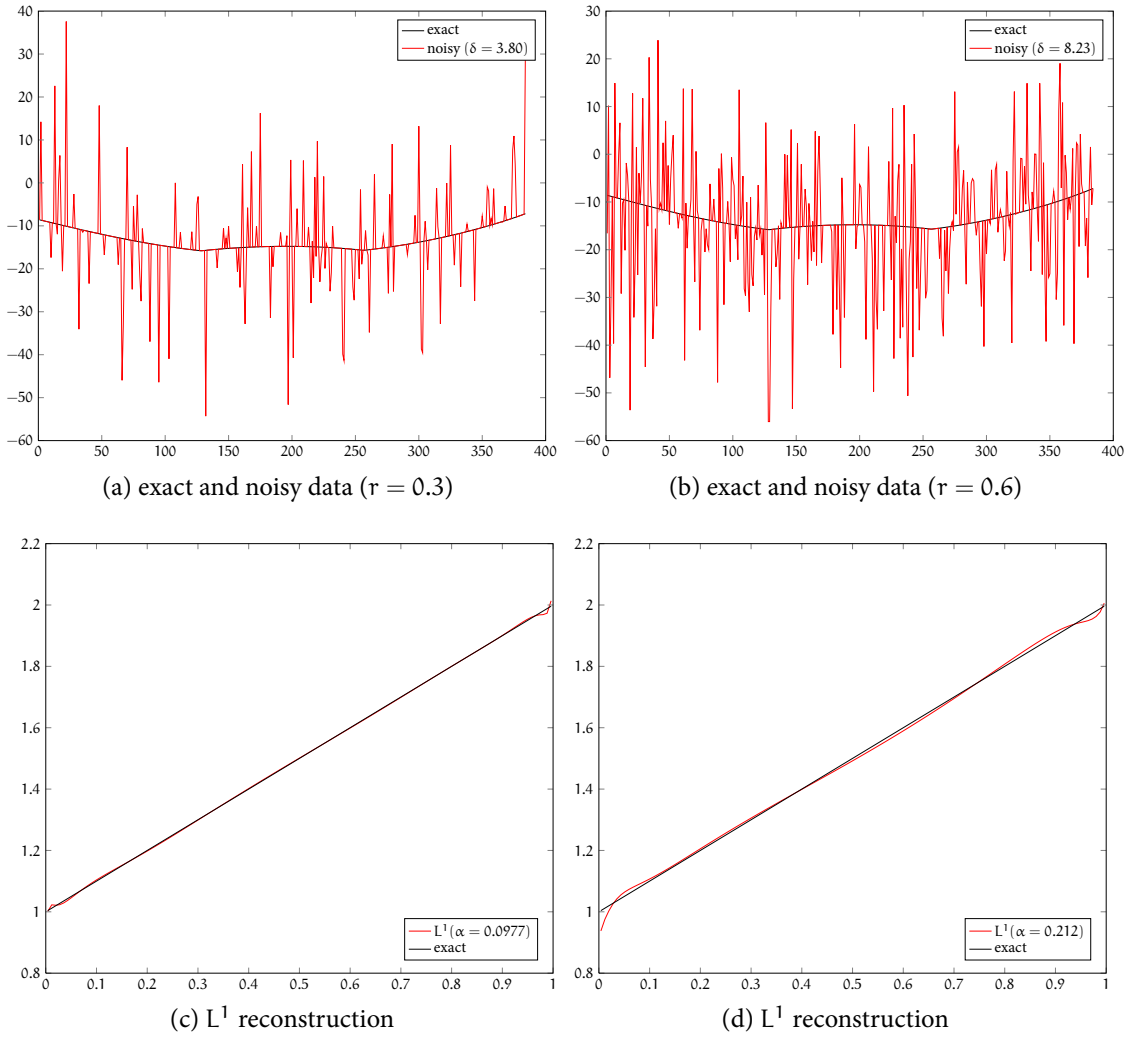 40
30
20
10
0
−10
−20
−30
−40
−50
−60
0 50 100 150 200 250 300 350 400
exact
noisy (δ = 3.80)
(a) exact and noisy data (r = 0.3)
30
20
10
0
−10
−20
−30
−40
−50
−60
0 50 100 150 200 250 300 350 400
exact
noisy (δ = 8.23)
0.6
(b) exact and noisy data (r = 0.6)
2.2
2
1.8
1.6
1.4
1.2
1
0.8
0 0.1 0.2 0.3 0.4 0.5 0.6 0.7 0.8 0.9 1
L¹(α = 0.0977)
exact
(c) L¹ reconstruction
2.2
2
1.8
1.6
1.4
1.2
1
0.8
0 0.1 0.2 0.3 0.4 0.5 0.6 0.7 0.8 0.9 1
L¹(α = 0.212)
exact
(d) L¹ reconstruction